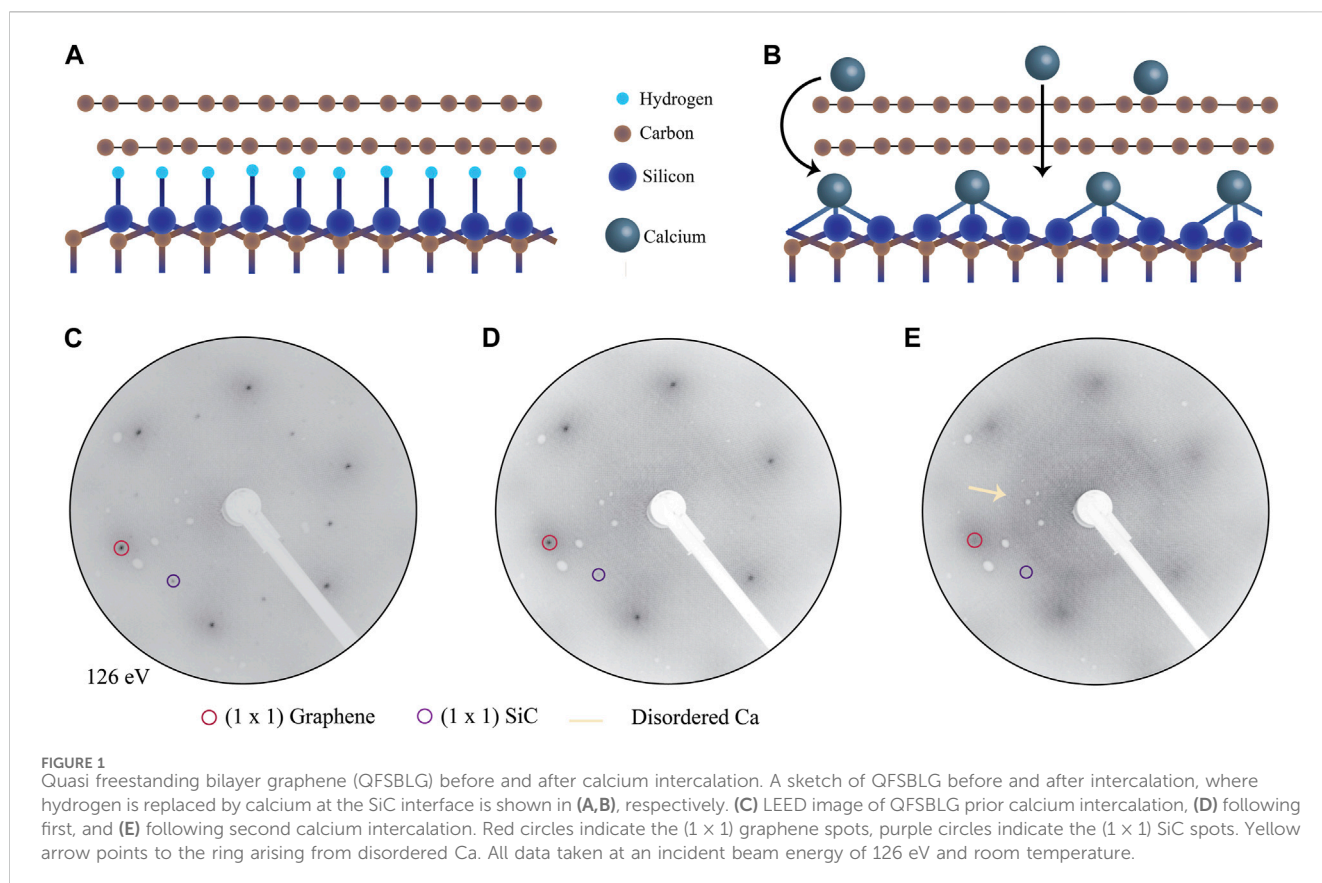 A
B
Hydrogen
Carbon
Silicon
Calcium
C
D
E
126 eV
(1 x 1) Graphene
(1 x 1) SiC
Disordered Ca
FIGURE 1
Quasi freestanding bilayer graphene (QFSBLG) before and after calcium intercalation. A sketch of QFSBLG before and after intercalation, where
hydrogen is replaced by calcium at the SiC interface is shown in (A,B), respectively. (C) LEED image of QFSBLG prior calcium intercalation, (D) following
first, and (E) following second calcium intercalation. Red circles indicate the (1 × 1) graphene spots, purple circles indicate the (1 × 1) SiC spots. Yellow
arrow points to the ring arising from disordered Ca. All data taken at an incident beam energy of 126 eV and room temperature.